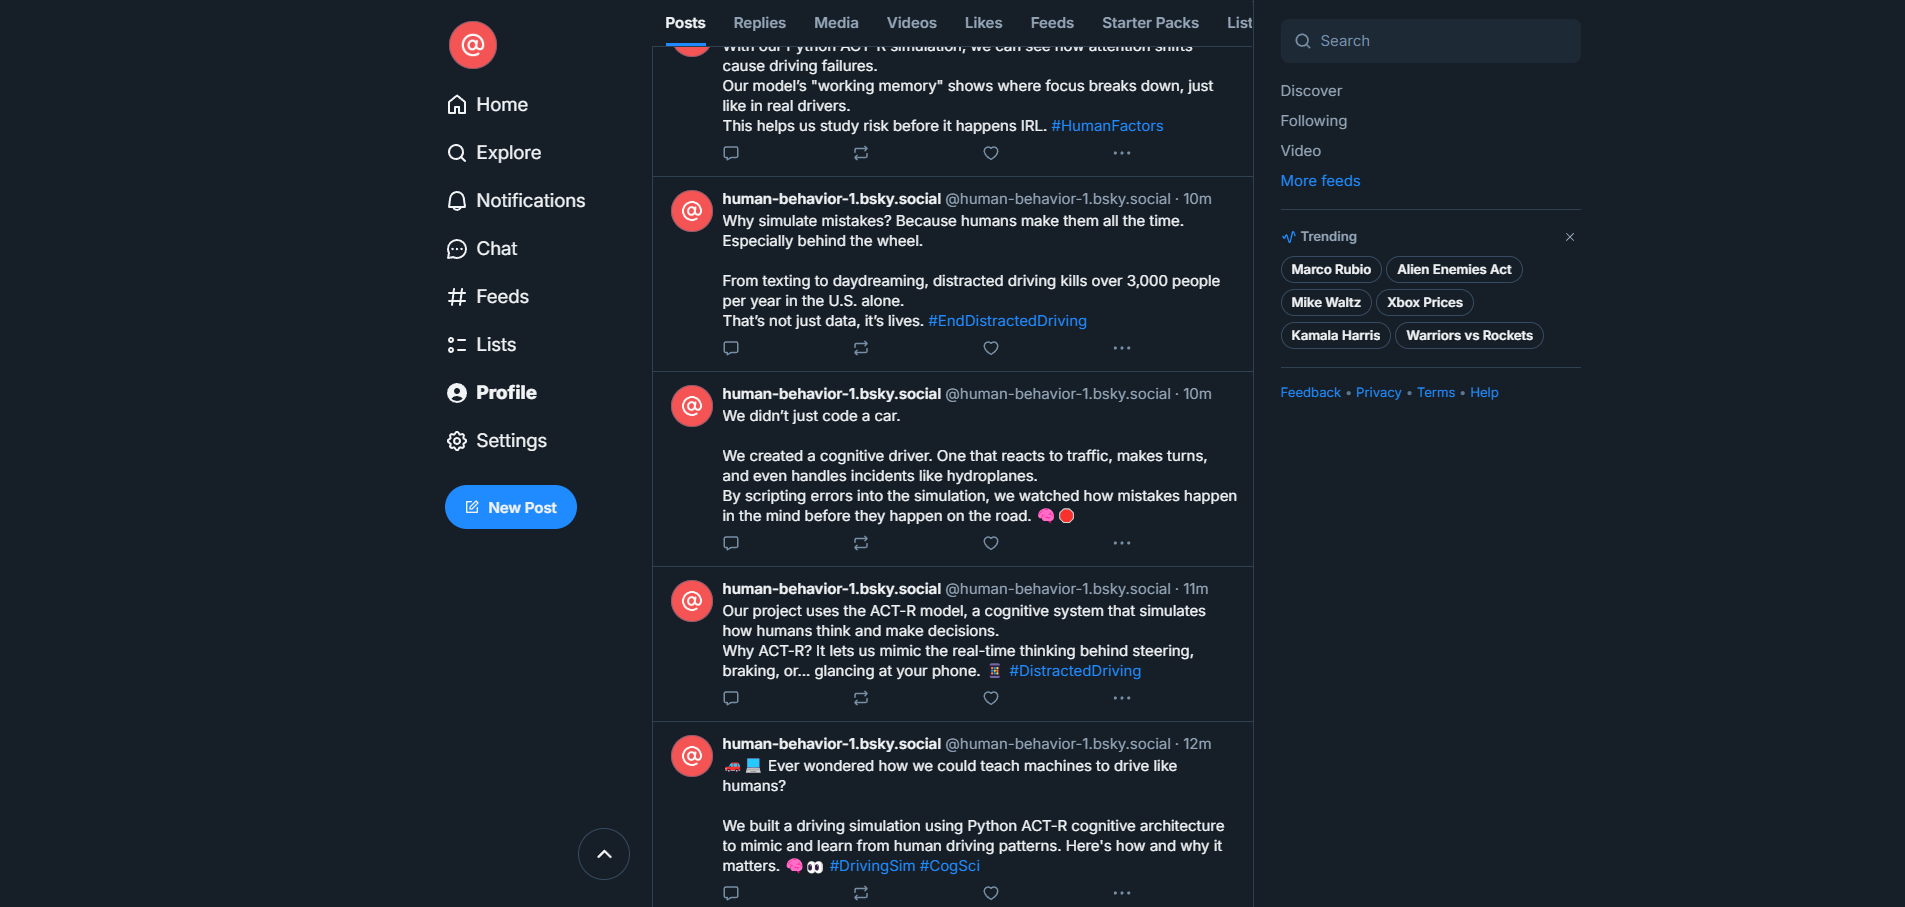 Home
Explore
Notifications
Chat
Feeds
Lists
Profile
Settings
New Post
Posts Replies Media Videos Likes Feeds Starter Packs List
With our Python ACT-R simulation, we can see how attention shifts
cause driving failures.
Our model’s "working memory" shows where focus breaks down, just
like in real drivers.
This helps us study risk before it happens IRL. #HumanFactors
human-behavior-1.bsky.social @human-behavior-1.bsky.social · 10m
Why simulate mistakes? Because humans make them all the time.
Especially behind the wheel.
From texting to daydreaming, distracted driving kills over 3,000 people
per year in the U.S. alone.
That’s not just data, it’s lives. #EndDistractedDriving
human-behavior-1.bsky.social @human-behavior-1.bsky.social · 10m
We didn’t just code a car.
We created a cognitive driver. One that reacts to traffic, makes turns,
and even handles incidents like hydroplanes.
By scripting errors into the simulation, we watched how mistakes happen
in the mind before they happen on the road. 🧠🛑
human-behavior-1.bsky.social @human-behavior-1.bsky.social · 11m
Our project uses the ACT-R model, a cognitive system that simulates
how humans think and make decisions.
Why ACT-R? It lets us mimic the real-time thinking behind steering,
braking, or... glancing at your phone. 📱 #DistractedDriving
human-behavior-1.bsky.social @human-behavior-1.bsky.social · 12m
🚗💻 Ever wondered how we could teach machines to drive like
humans?
We built a driving simulation using Python ACT-R cognitive architecture
to mimic and learn from human driving patterns. Here's how and why it
matters. 🧠👀 #DrivingSim #CogSci
Search
Discover
Following
Video
More feeds
Trending
Marco Rubio Alien Enemies Act
Mike Waltz Xbox Prices
Kamala Harris Warriors vs Rockets
Feedback • Privacy • Terms • Help